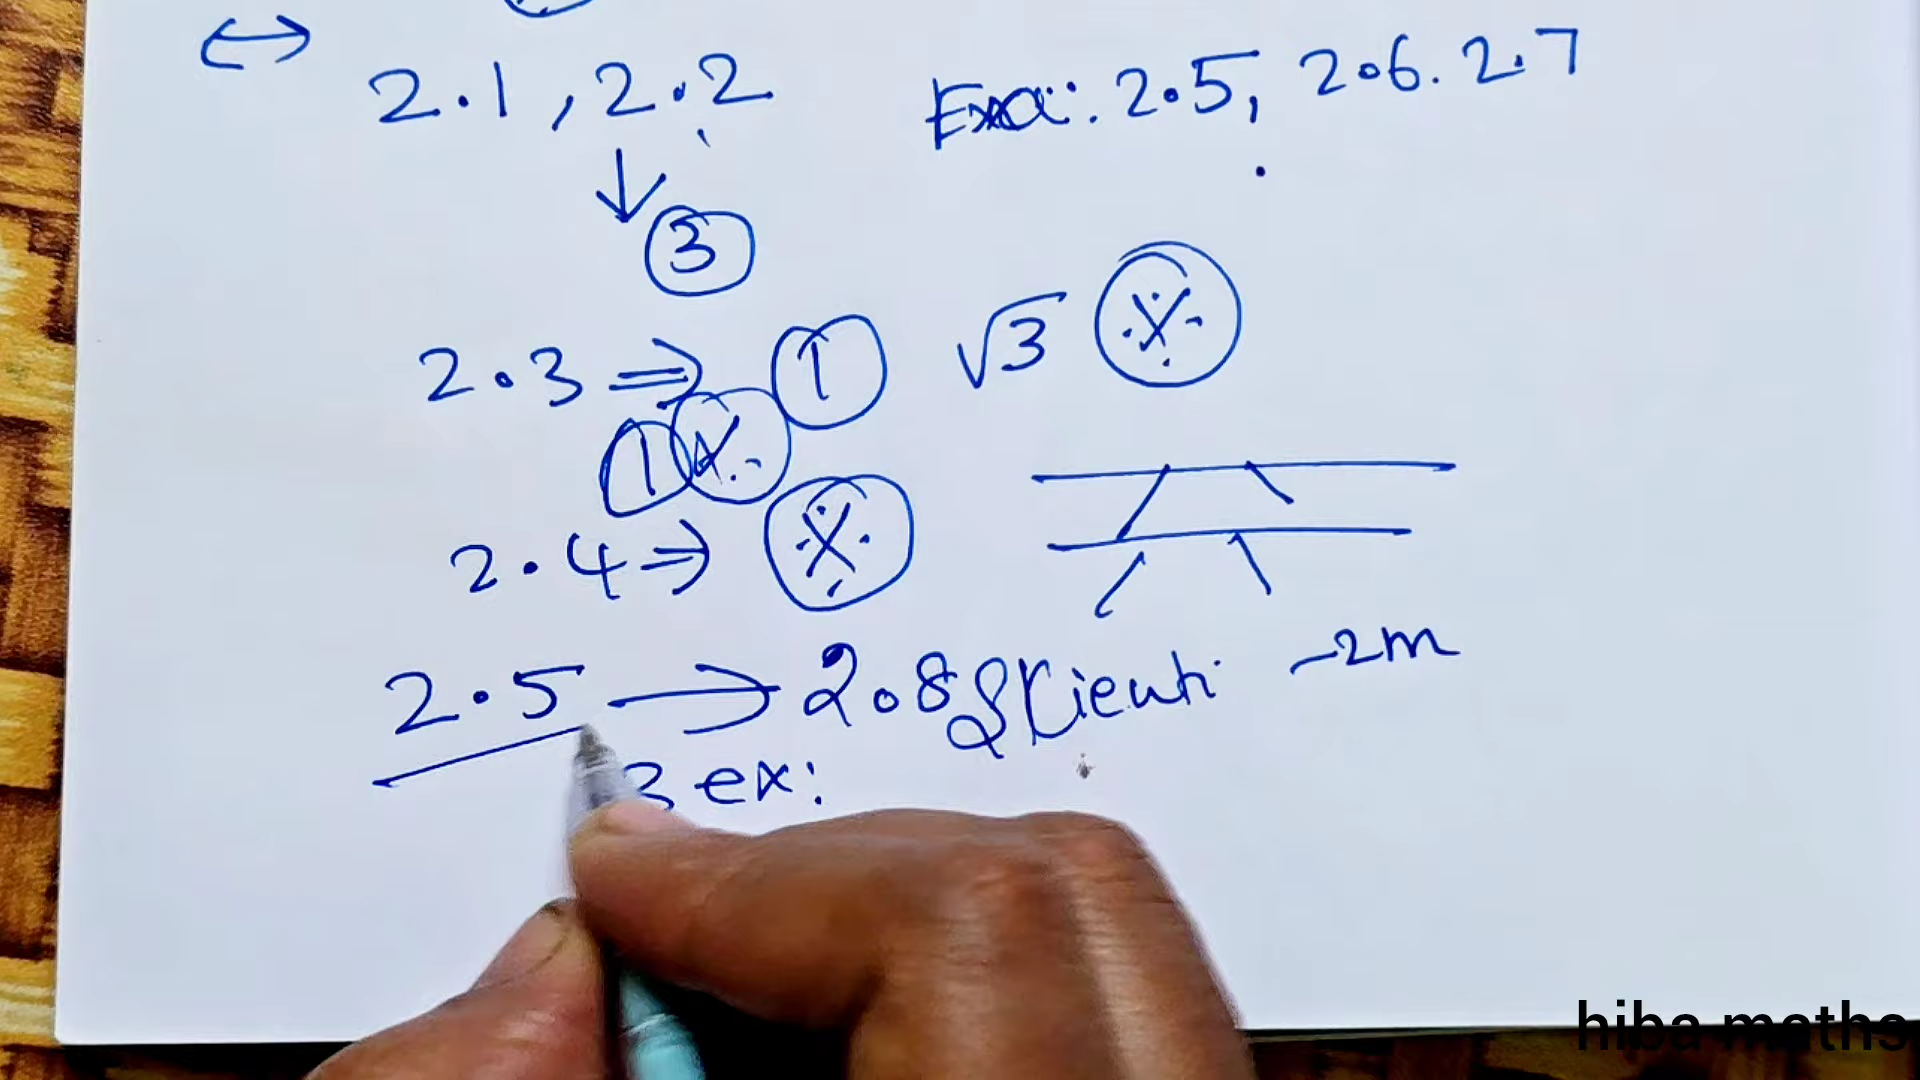 2.1, 2.2
Exa: 2.5, 2.6. 2.7
3
2.3 ⇒ 1 √3
1
2.4 ⇒
2.5 → 2.8 -2m
3 ex:
hiba maths